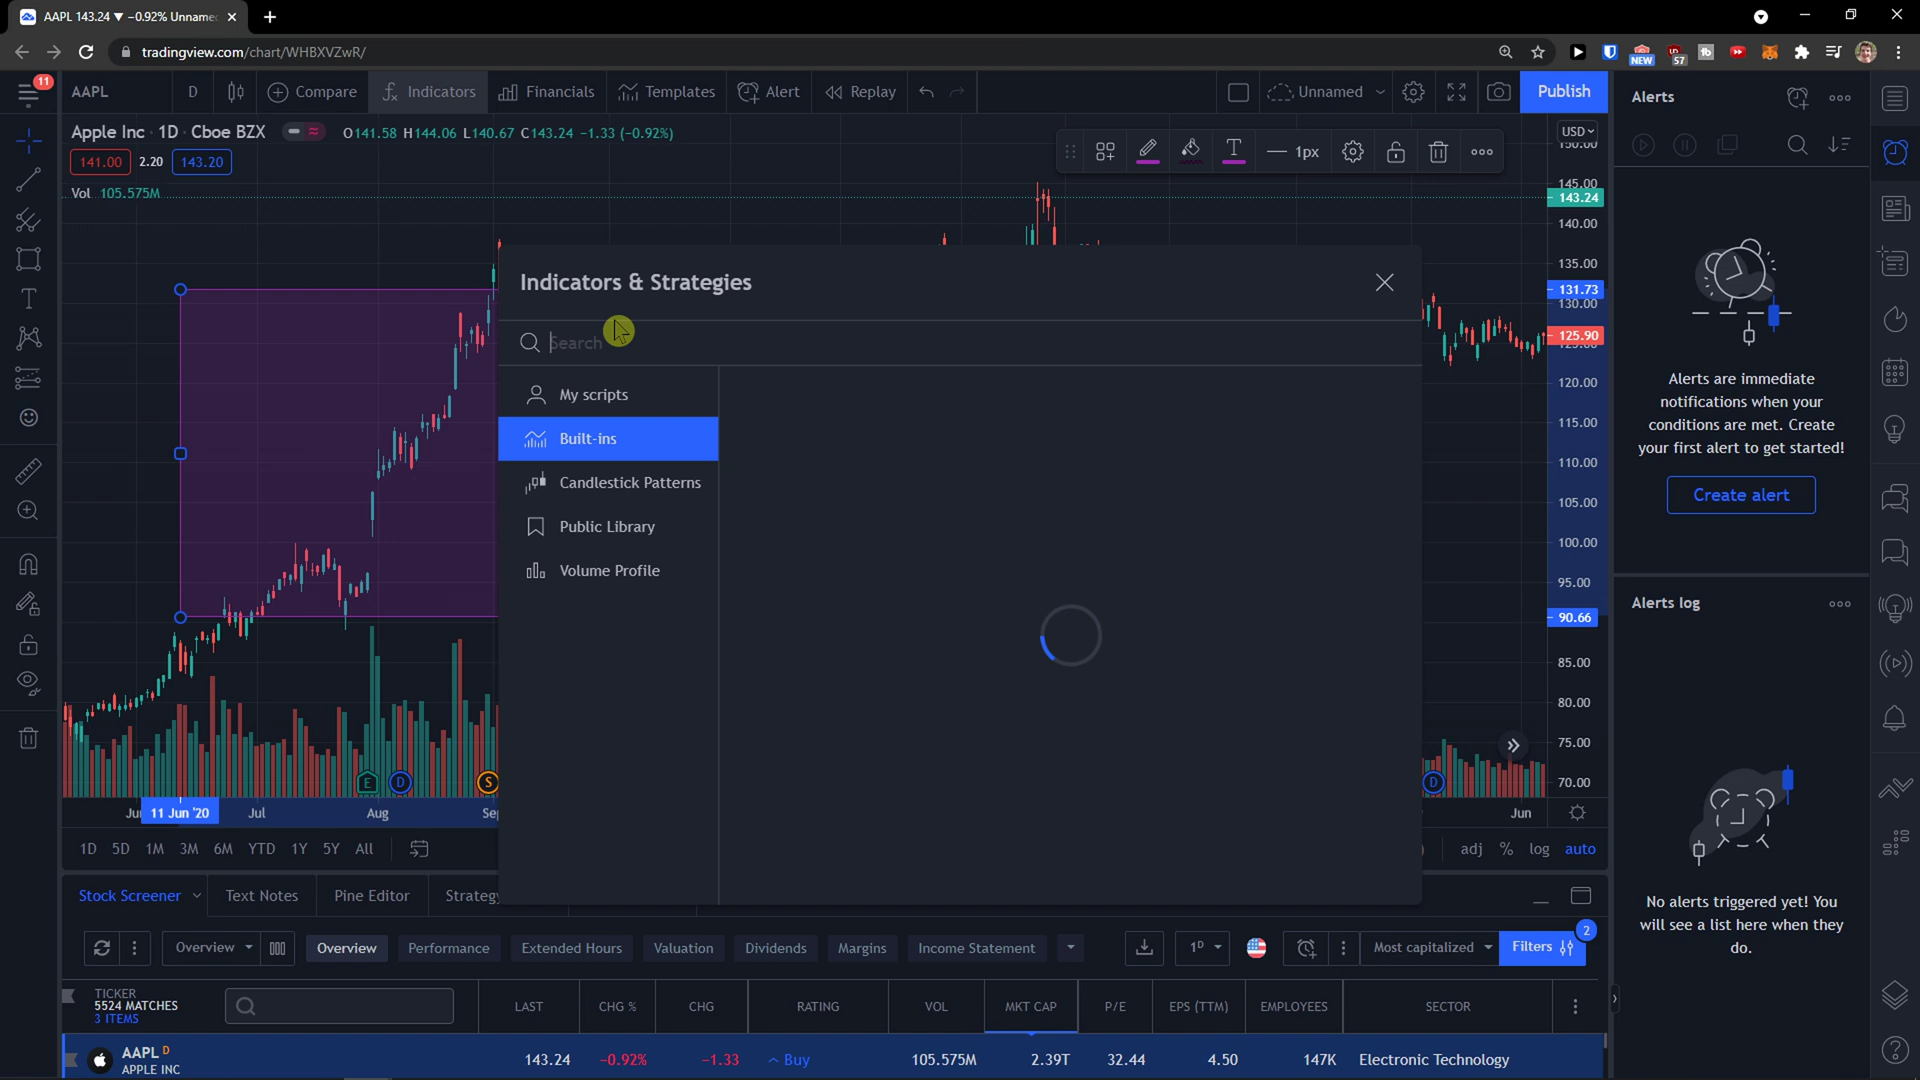 AAPL 143.24 ▼ −0.92% Unname
tradingview.com/chart/WHBXVZwR/
NEW
57
11
AAPL
D
Compare
Indicators
Financials
Templates
Alert
Replay
Unnamed
Publish
Alerts
Apple Inc · 1D · Cboe BZX
O141.58 H144.06 L140.67 C143.24 −1.33 (−0.92%)
141.00
2.20
143.20
Vol 105.575M
1px
USD
150.00
145.00
143.24
140.00
135.00
131.73
130.00
125.90
120.00
115.00
110.00
105.00
100.00
95.00
90.66
85.00
80.00
75.00
70.00
Indicators & Strategies
Search
My scripts
Built-ins
Candlestick Patterns
Public Library
Volume Profile
Alerts are immediate
notifications when your
conditions are met. Create
your first alert to get started!
Create alert
Alerts log
No alerts triggered yet! You
will see a list here when they
do.
E
D
S
D
Ju
11 Jun '20
Jul
Aug
Sep
Jun
1D
5D
1M
3M
6M
YTD
1Y
5Y
All
adj
%
log
auto
Stock Screener
Text Notes
Pine Editor
Strategy
Overview
Overview
Performance
Extended Hours
Valuation
Dividends
Margins
Income Statement
1D
Most capitalized
Filters
2
TICKER
5524 MATCHES
3 ITEMS
LAST
CHG %
CHG
RATING
VOL
MKT CAP
P/E
EPS (TTM)
EMPLOYEES
SECTOR
AAPL D
APPLE INC
143.24
−0.92%
−1.33
Buy
105.575M
2.39T
32.44
4.50
147K
Electronic Technology